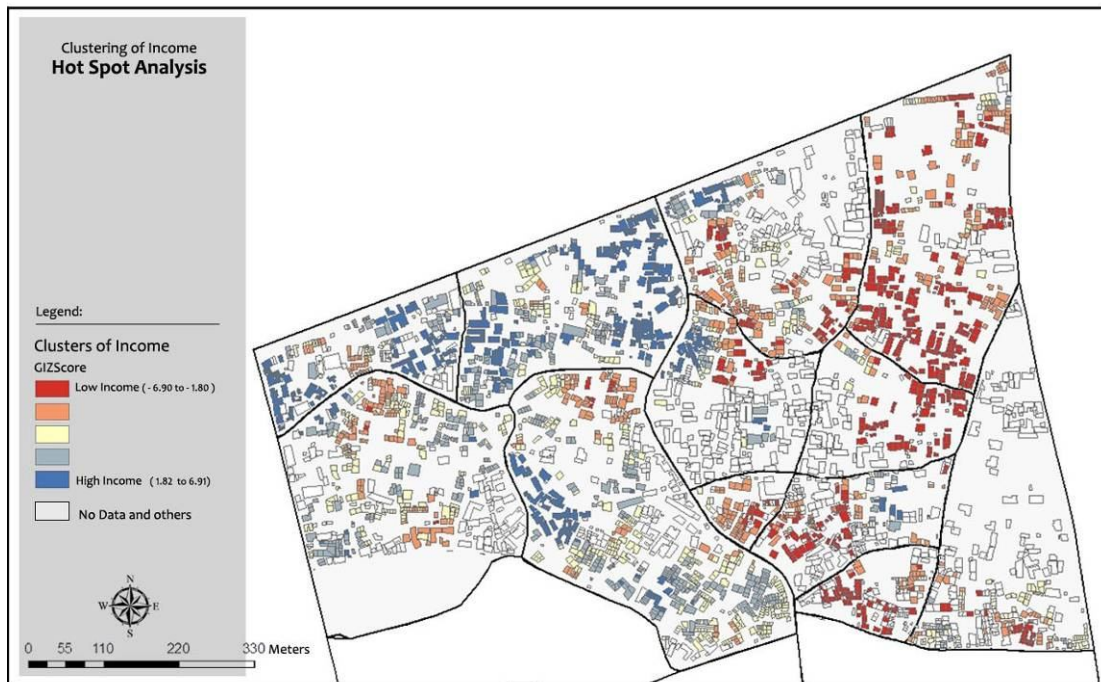 Clustering of Income
Hot Spot Analysis
Legend:
Clusters of Income
GIZScore
Low Income ( - 6.90 to - 1.80 )
High Income ( 1.82 to 6.91)
No Data and others
N
W E
S
0 55 110 220 330 Meters